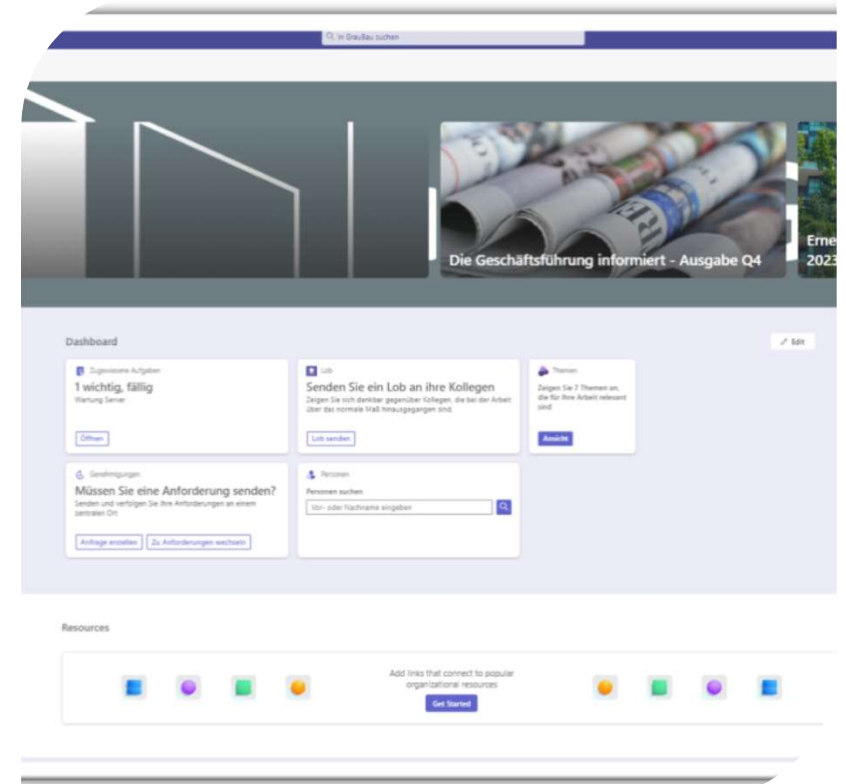 In GrauBau suchen
Die Geschäftsführung informiert - Ausgabe Q4
Erne
2023
Dashboard
Edit
Zugewiesene Aufgaben
1 wichtig, fällig
Wartung Server
Öffnen
Lob
Senden Sie ein Lob an ihre Kollegen
Zeigen Sie sich dankbar gegenüber Kollegen, die bei der Arbeit
über das normale Maß hinausgegangen sind.
Lob senden
Themen
Zeigen Sie 7 Themen an,
die für Ihre Arbeit relevant
sind!
Ansicht
Genehmigungen
Müssen Sie eine Anforderung senden?
Senden und verfolgen Sie Ihre Anforderungen an einem
zentralen Ort
Anfrage erstellen
Zu Anforderungen wechseln
Personen
Personen suchen
Vor- oder Nachname eingeben
Resources
Add links that connect to popular
organizational resources
Get Started